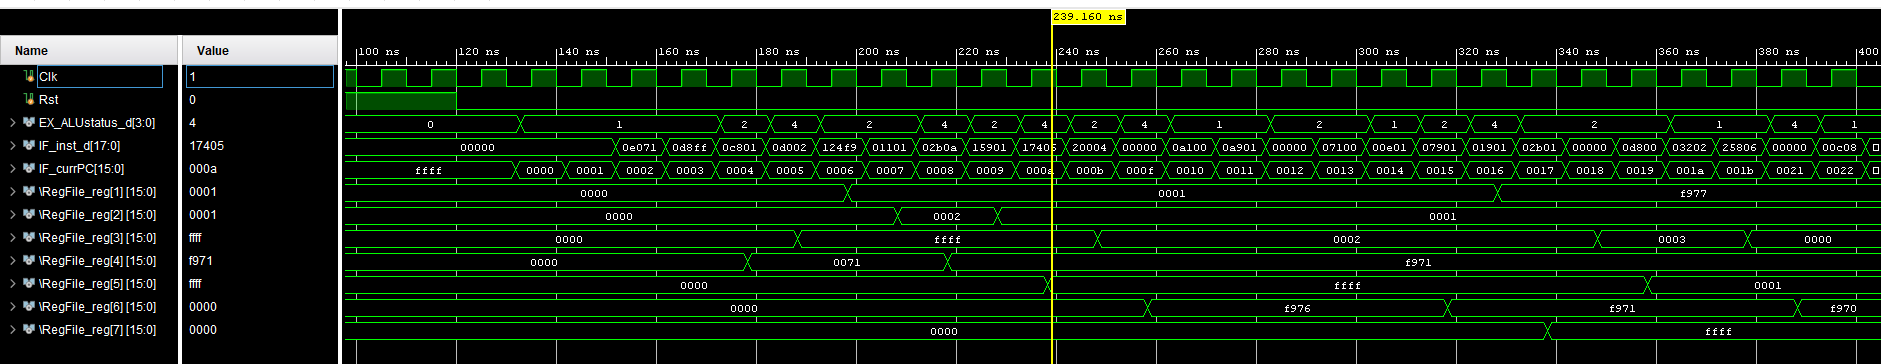 239.160 ns
Name Value
100 ns 120 ns 140 ns 160 ns 180 ns 200 ns 220 ns 240 ns 260 ns 280 ns 300 ns 320 ns 340 ns 360 ns 380 ns 400
Clk 1
Rst 0
EX_ALUstatus_d[3:0] 4 0 1 2 4 2 4 2 4 2 4 1 2 1 2 4 2 1 4 1
IF_inst_d[17:0] 17405 00000 0e071 0d8ff 0c801 0d002 124f9 01101 02b0a 15901 17405 20004 00000 0a100 0a901 00000 07100 00e01 07901 01901 02b01 00000 0d800 03202 25806 00000 00c08
IF_currPC[15:0] 000a ffff 0000 0001 0002 0003 0004 0005 0006 0007 0008 0009 000a 000b 000f 0010 0011 0012 0013 0014 0015 0016 0017 0018 0019 001a 001b 0021 0022
\RegFile_reg[1] [15:0] 0001 0000 0001 f977
\RegFile_reg[2] [15:0] 0001 0000 0002 0001
\RegFile_reg[3] [15:0] ffff 0000 ffff 0002 0003 0000
\RegFile_reg[4] [15:0] f971 0000 0071 f971
\RegFile_reg[5] [15:0] ffff 0000 ffff 0001
\RegFile_reg[6] [15:0] 0000 0000 f976 f971 f970
\RegFile_reg[7] [15:0] 0000 0000 ffff